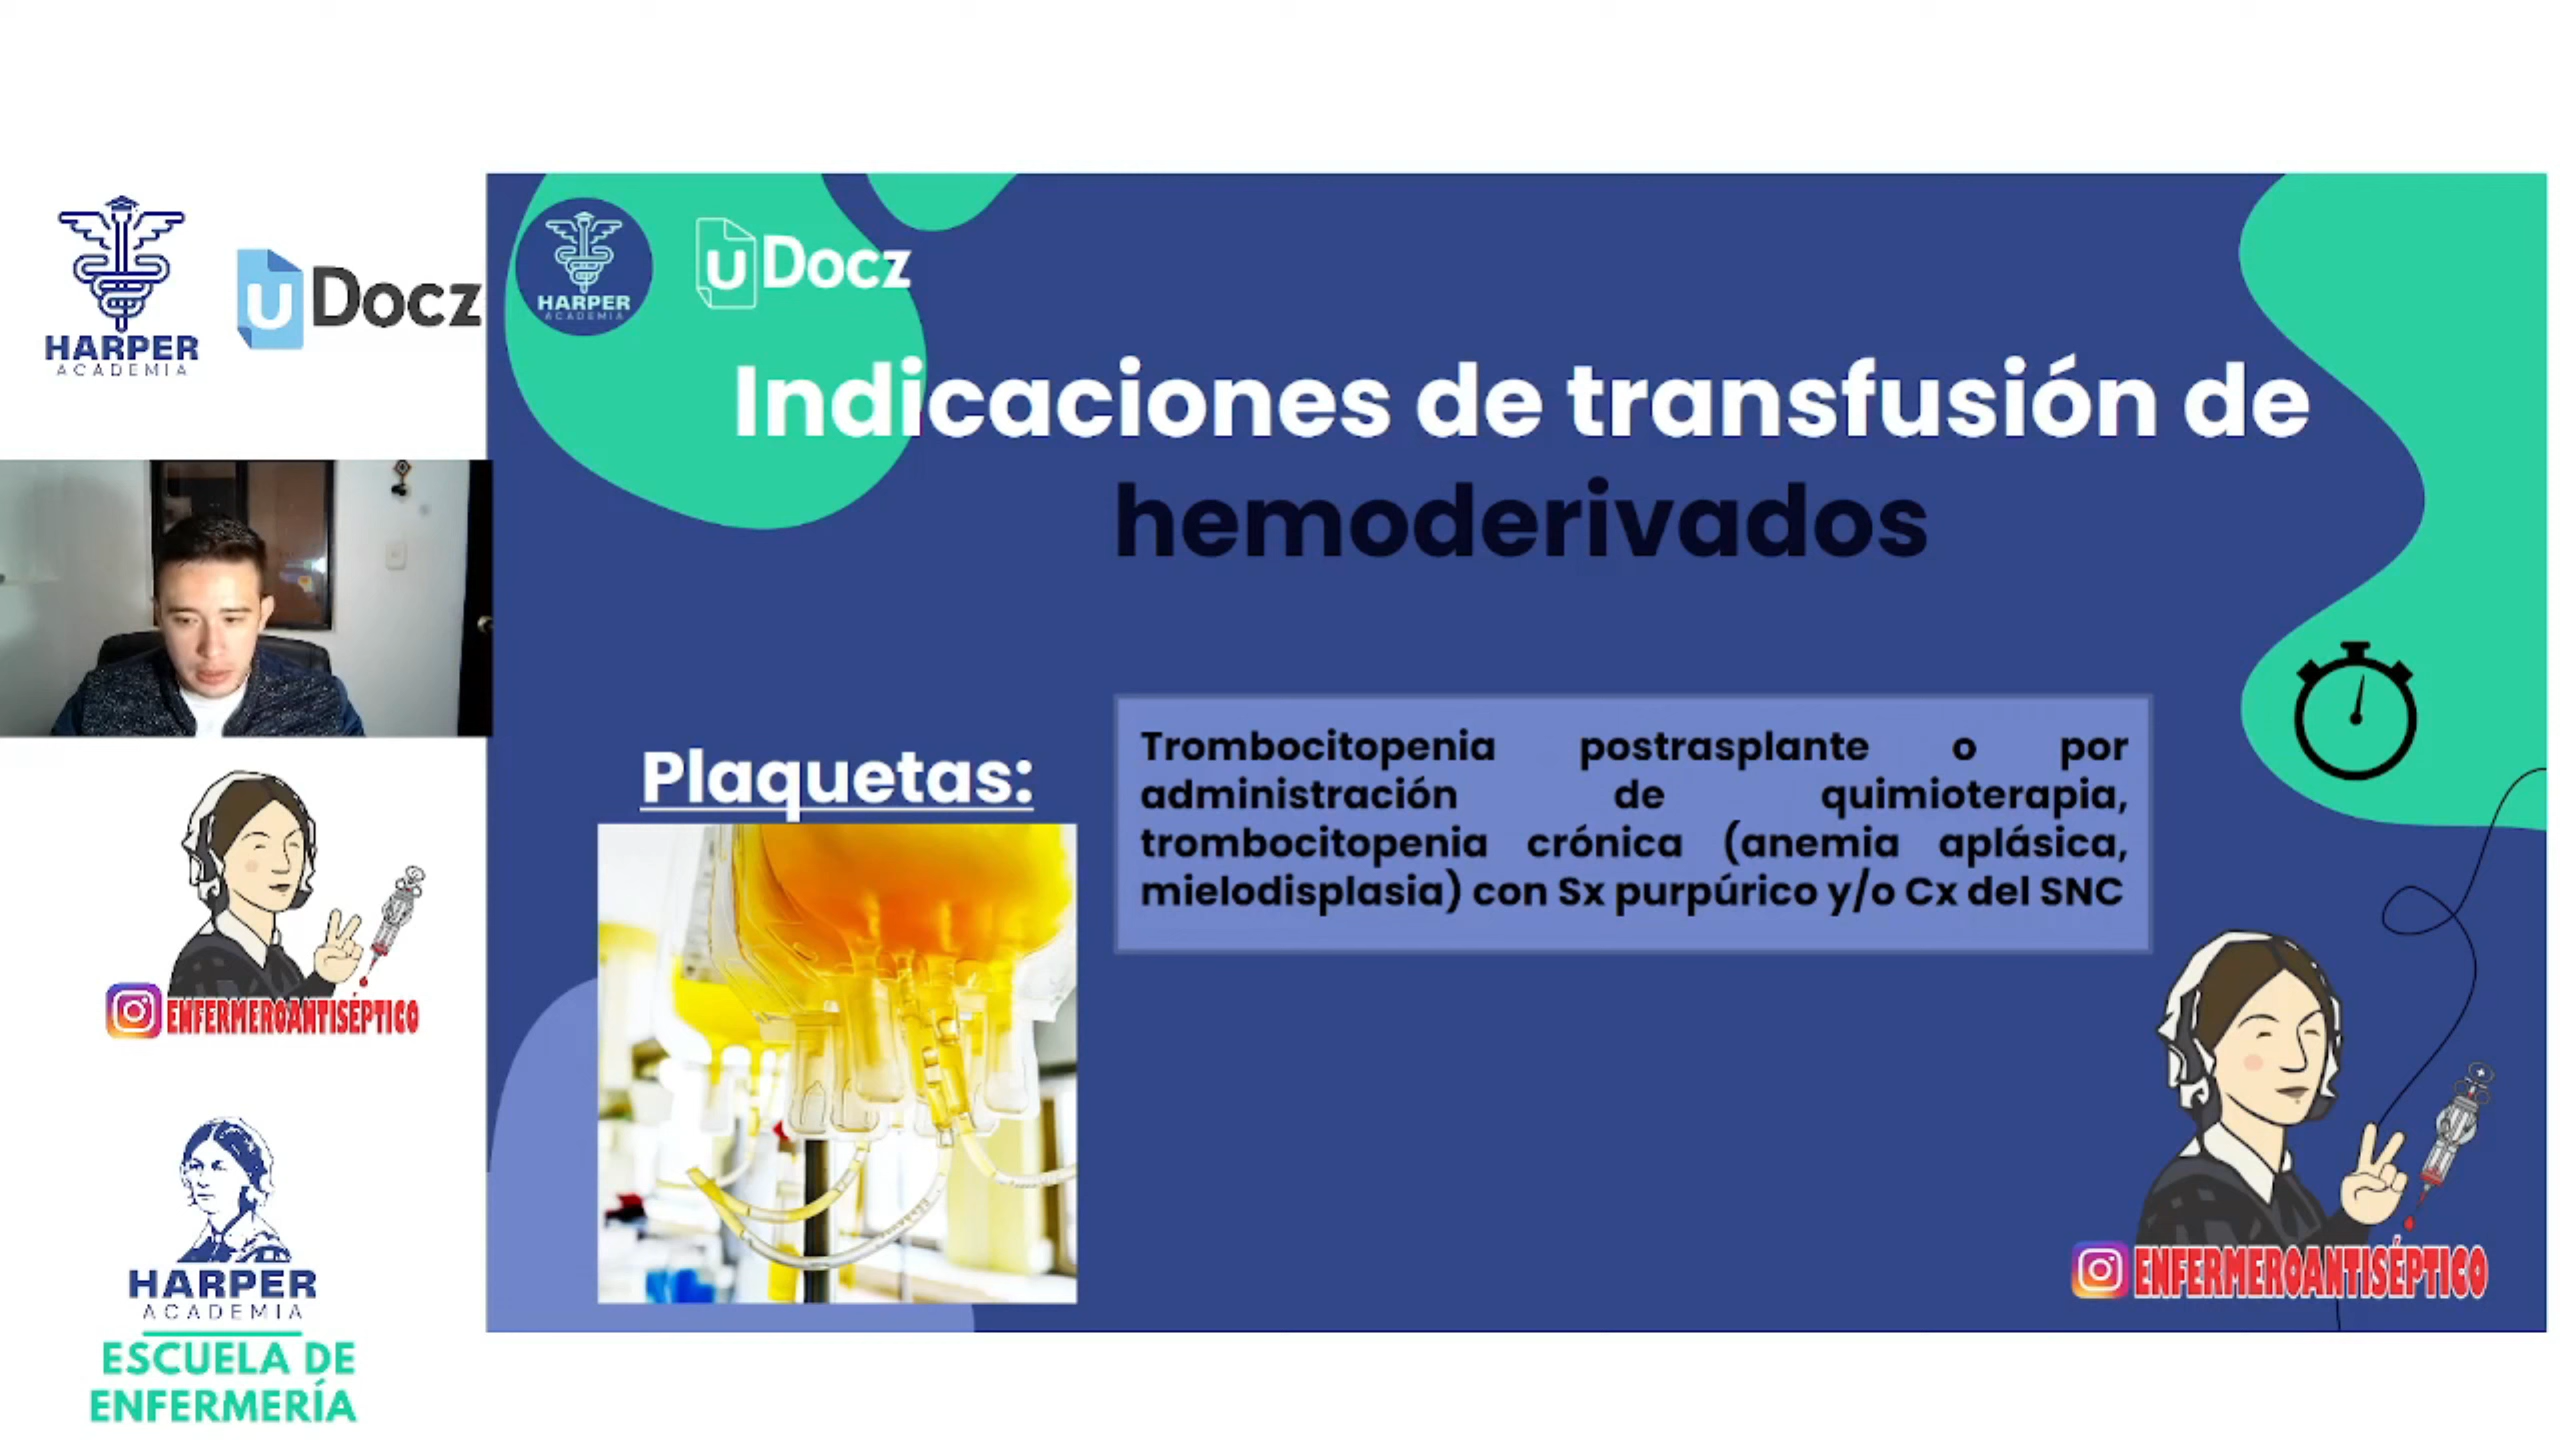 HARPER
ACADEMIA
uDocz
HARPER
ACADEMIA
uDocz
Indicaciones de transfusión de
hemoderivados
Plaquetas:
Trombocitopenia postrasplante o por
administración de quimioterapia,
trombocitopenia crónica (anemia aplásica,
mielodisplasia) con Sx purpúrico y/o Cx del SNC
ENFERMEROANTISÉPTICO
ENFERMEROANTISÉPTICO
HARPER
ACADEMIA
ESCUELA DE
ENFERMERÍA